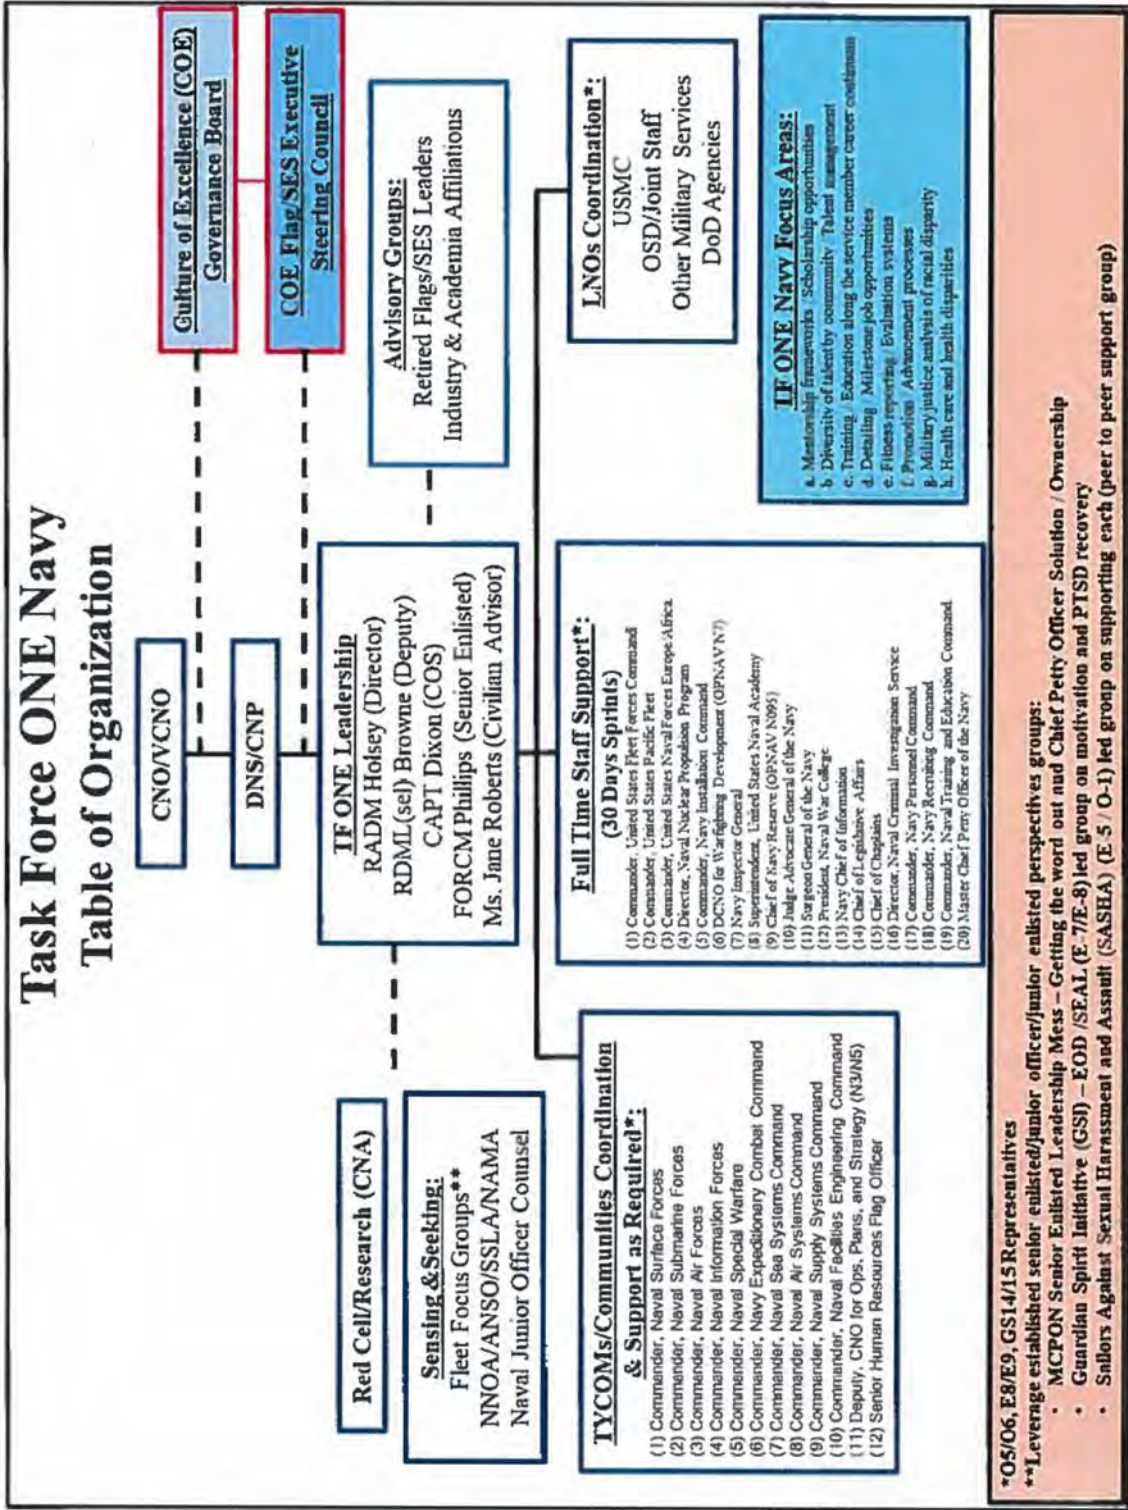 Task Force ONE Navy
Table of Organization
CNO/VCNO
Culture of Excellence (COE)
Governance Board
DNS/CNP
COE Flag/SES Executive
Steering Council
Red Cell/Research (CNA)
TF ONE Leadership
RADM Holsey (Director)
RDML(sel) Browne (Deputy)
CAPT Dixon (COS)
FORCM Phillips (Senior Enlisted)
Ms. Jane Roberts (Civilian Advisor)
Advisory Groups:
Retired Flags/SES Leaders
Industry & Academia Affiliations
Sensing &Seeking:
Fleet Focus Groups**
NNOA/ANSO/SSLA/NAMA
Naval Junior Officer Counsel
TYCOMs/Communities Coordination
& Support as Required*:
(1) Commander, Naval Surface Forces
(2) Commander, Naval Submarine Forces
(3) Commander, Naval Air Forces
(4) Commander, Naval Information Forces
(5) Commander, Naval Special Warfare
(6) Commander, Navy Expeditionary Combat Command
(7) Commander, Naval Sea Systems Command
(8) Commander, Naval Air Systems Command
(9) Commander, Naval Supply Systems Command
(10) Commander, Naval Facilities Engineering Command
(11) Deputy, CNO for Ops, Plans, and Strategy (N3/N5)
(12) Senior Human Resources Flag Officer
Full Time Staff Support*:
(30 Days Sprints)
(1) Commander, United States Fleet Forces Command
(2) Commander, United States Pacific Fleet
(3) Commander, United States Naval Forces Europe/Africa
(4) Director, Naval Nuclear Propulsion Program
(5) Commander, Navy Installation Command
(6) DCNO for Warfighting Development (OPNAV N7)
(7) Navy Inspector General
(8) Superintendent, United States Naval Academy
(9) Chief of Navy Reserve (OPNAV N095)
(10) Judge Advocate General of the Navy
(11) Surgeon General of the Navy
(12) President, Naval War College
(13) Navy Chief of Information
(14) Chief of Legislative Affairs
(15) Chief of Chaplains
(16) Director, Naval Criminal Investigation Service
(17) Commander, Navy Personnel Command
(18) Commander, Navy Recruiting Command
(19) Commander, Naval Training and Education Command
(20) Master Chief Petty Officer of the Navy
LNOs Coordination*:
USMC
OSD/Joint Staff
Other Military Services
DoD Agencies
TF ONE Navy Focus Areas:
a. Mentorship frameworks / Scholarship opportunities
b. Diversity of talent by community / Talent management
c. Training / Education along the service member career continuum
d. Detailing / Milestone job opportunities
e. Fitness reporting / Evaluation systems
f. Promotion / Advancement processes
g. Military justice analysis of racial disparity
h. Health care and health disparities
*O5/O6, E8/E9, GS14/15 Representatives
**Leverage established senior enlisted/junior officer/junior enlisted perspectives groups:
• MCPON Senior Enlisted Leadership Mess – Getting the word out and Chief Petty Officer Solution / Ownership
• Guardian Spirit Initiative (GSI) – EOD /SEAL (E-7/E-8) led group on motivation and PTSD recovery
• Sailors Against Sexual Harassment and Assault (SASHA) (E-5 / O-1) led group on supporting each (peer to peer support group)